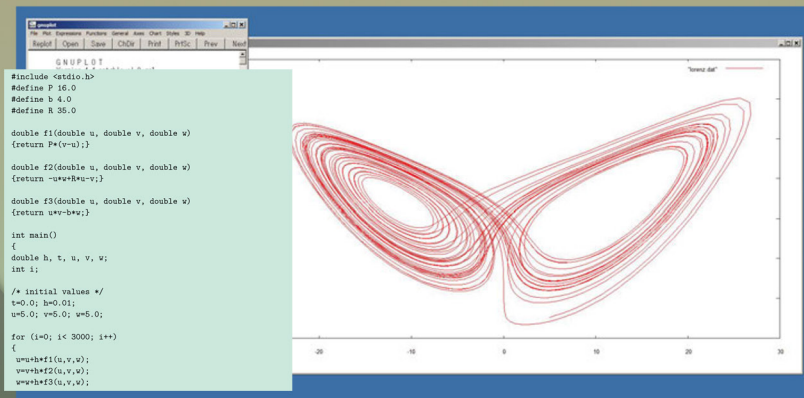 gnuplot
File Plot Expressions Functions General Axes Chart Styles 3D Help
Replot Open Save ChDir Print PrtSc Prev Next
GNUPLOT
#include <stdio.h>
#define P 16.0
#define b 4.0
#define R 35.0
double f1(double u, double v, double w)
{return P*(v-u);}
double f2(double u, double v, double w)
{return -u*w+R*u-v;}
double f3(double u, double v, double w)
{return u*v-b*w;}
int main()
{
double h, t, u, v, w;
int i;
/* initial values */
t=0.0; h=0.01;
u=5.0; v=5.0; w=5.0;
for (i=0; i< 3000; i++)
{
u=u+h*f1(u,v,w);
v=v+h*f2(u,v,w);
w=w+h*f3(u,v,w);
"lorenz.dat"
-20 -10 0 10 20 30